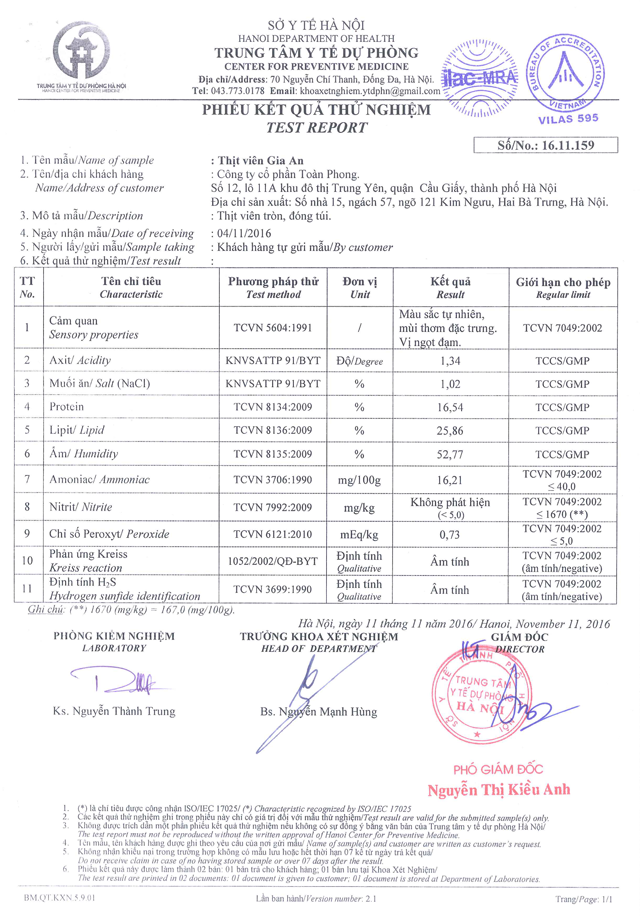 SỞ Y TẾ HÀ NỘI
HANOI DEPARTMENT OF HEALTH
TRUNG TÂM Y TẾ DỰ PHÒNG
CENTER FOR PREVENTIVE MEDICINE
Địa chỉ/Address: 70 Nguyễn Chí Thanh, Đống Đa, Hà Nội.
Tel: 043.773.0178 Email: khoaxetnghiem.ytdphn@gmail.com
TRUNG TÂM Y TẾ DỰ PHÒNG HÀ NỘI
HANOI CENTER FOR PREVENTIVE MEDICINE
ilac-MRA
BUREAU OF ACCREDITATION
VIETNAM
VILAS 595
PHIẾU KẾT QUẢ THỬ NGHIỆM
TEST REPORT
Số/No.: 16.11.159
1. Tên mẫu/Name of sample : Thịt viên Gia An
2. Tên/địa chỉ khách hàng : Công ty cổ phần Toàn Phong.
Name/Address of customer Số 12, lô 11A khu đô thị Trung Yên, quận Cầu Giấy, thành phố Hà Nội
Địa chỉ sản xuất: Số nhà 15, ngách 57, ngõ 121 Kim Ngưu, Hai Bà Trưng, Hà Nội.
3. Mô tả mẫu/Description : Thịt viên tròn, đóng túi.
4. Ngày nhận mẫu/Date of receiving : 04/11/2016
5. Người lấy/gửi mẫu/Sample taking : Khách hàng tự gửi mẫu/By customer
6. Kết quả thử nghiệm/Test result :
TT Tên chỉ tiêu Phương pháp thử Đơn vị Kết quả Giới hạn cho phép
No. Characteristic Test method Unit Result Regular limit
1 Cảm quan Sensory properties TCVN 5604:1991 / Màu sắc tự nhiên, mùi thơm đặc trưng. Vị ngọt đạm. TCVN 7049:2002
2 Axit/ Acidity KNVSATTP 91/BYT Độ/Degree 1,34 TCCS/GMP
3 Muối ăn/ Salt (NaCl) KNVSATTP 91/BYT % 1,02 TCCS/GMP
4 Protein TCVN 8134:2009 % 16,54 TCCS/GMP
5 Lipit/ Lipid TCVN 8136:2009 % 25,86 TCCS/GMP
6 Ẩm/ Humidity TCVN 8135:2009 % 52,77 TCCS/GMP
7 Amoniac/ Ammoniac TCVN 3706:1990 mg/100g 16,21 TCVN 7049:2002 ≤ 40,0
8 Nitrit/ Nitrite TCVN 7992:2009 mg/kg Không phát hiện (< 5,0) TCVN 7049:2002 ≤ 1670 (**)
9 Chỉ số Peroxyt/ Peroxide TCVN 6121:2010 mEq/kg 0,73 TCVN 7049:2002 ≤ 5,0
10 Phản ứng Kreiss Kreiss reaction 1052/2002/QĐ-BYT Định tính Qualitative Âm tính TCVN 7049:2002 (âm tính/negative)
11 Định tính H2S Hydrogen sunfide identification TCVN 3699:1990 Định tính Qualitative Âm tính TCVN 7049:2002 (âm tính/negative)
Ghi chú: (**) 1670 (mg/kg) = 167,0 (mg/100g).
Hà Nội, ngày 11 tháng 11 năm 2016/ Hanoi, November 11, 2016
PHÒNG KIỂM NGHIỆM TRƯỞNG KHOA XÉT NGHIỆM GIÁM ĐỐC
LABORATORY HEAD OF DEPARTMENT DIRECTOR
KT
SỞ Y TẾ THÀNH PHỐ HÀ NỘI
TRUNG TÂM
Y TẾ DỰ PHÒNG
HÀ NỘI
Ks. Nguyễn Thành Trung Bs. Nguyễn Mạnh Hùng
PHÓ GIÁM ĐỐC
Nguyễn Thị Kiều Anh
1. (*) là chỉ tiêu được công nhận ISO/IEC 17025/ (*) Characteristic recognized by ISO/IEC 17025
2. Các kết quả thử nghiệm ghi trong phiếu này chỉ có giá trị đối với mẫu thử nghiệm/Test result are valid for the submitted sample(s) only.
3. Không được trích dẫn một phần phiếu kết quả thử nghiệm nếu không có sự đồng ý bằng văn bản của Trung tâm y tế dự phòng Hà Nội/
The test report must not be reproduced without the written approval of Hanoi Center for Preventive Medicine.
4. Tên mẫu, tên khách hàng được ghi theo yêu cầu của nơi gửi mẫu/ Name of sample(s) and customer are written as customer's request.
5. Không nhận khiếu nại trong trường hợp không có mẫu lưu hoặc hết thời hạn 07 kể từ ngày trả kết quả/
Do not receive claim in case of no having stored sample or over 07 days after the result.
6. Phiếu kết quả này được làm thành 02 bản: 01 bản trả cho khách hàng; 01 bản lưu tại Khoa Xét Nghiệm/
The test result are printed in 02 documents: 01 document is given to customer; 01 document is stored at Department of Laboratories.
BM.QT.KXN.5.9.01 Lần ban hành/Version number: 2.1 Trang/Page: 1/1